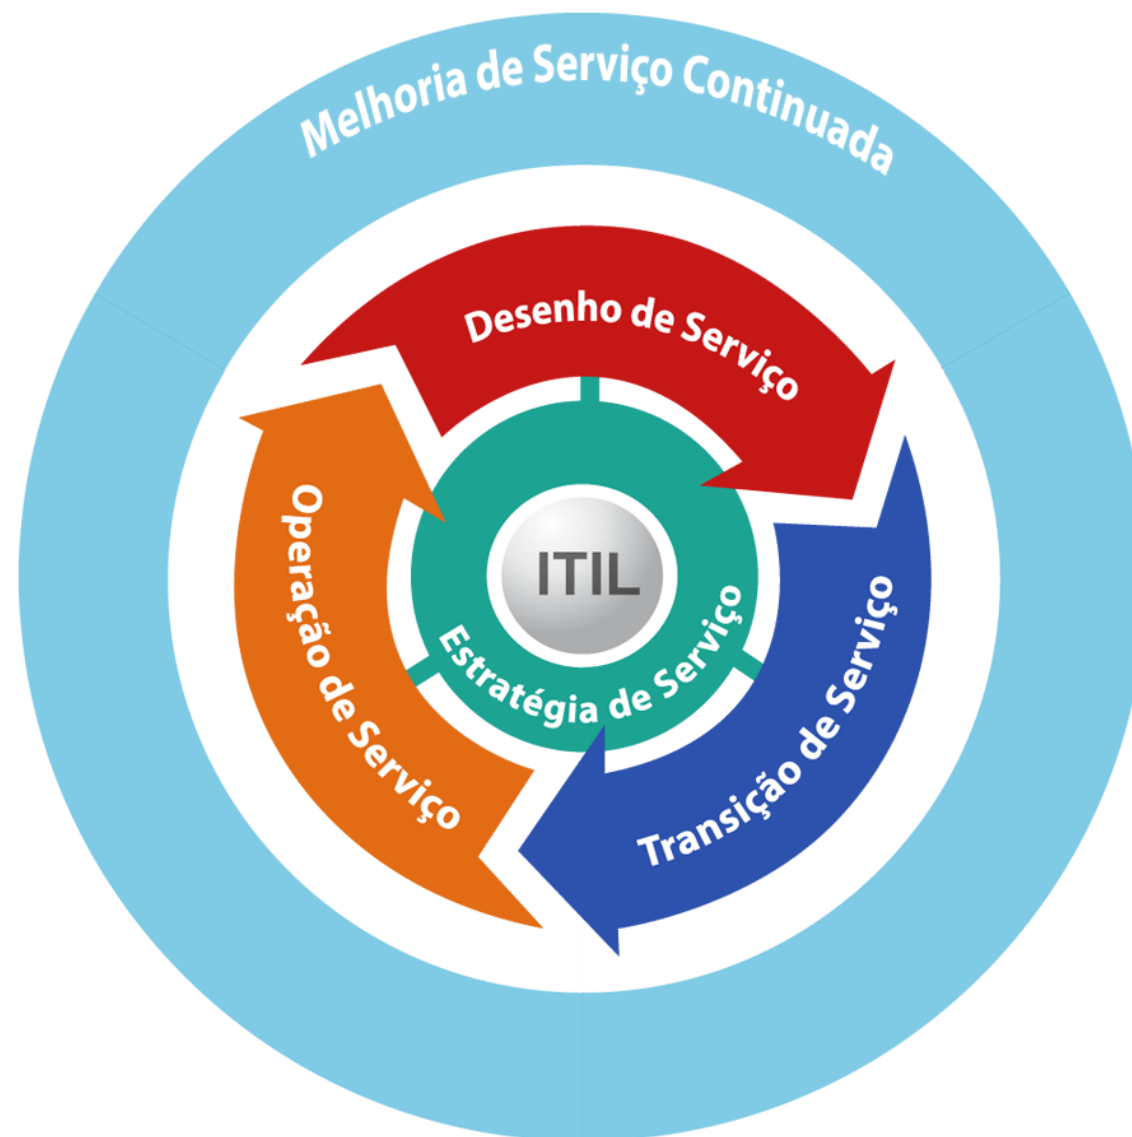 Melhoria de Serviço Continuada
Desenho de Serviço
Operação de Serviço
ITIL
Estratégia de Serviço
Transição de Serviço